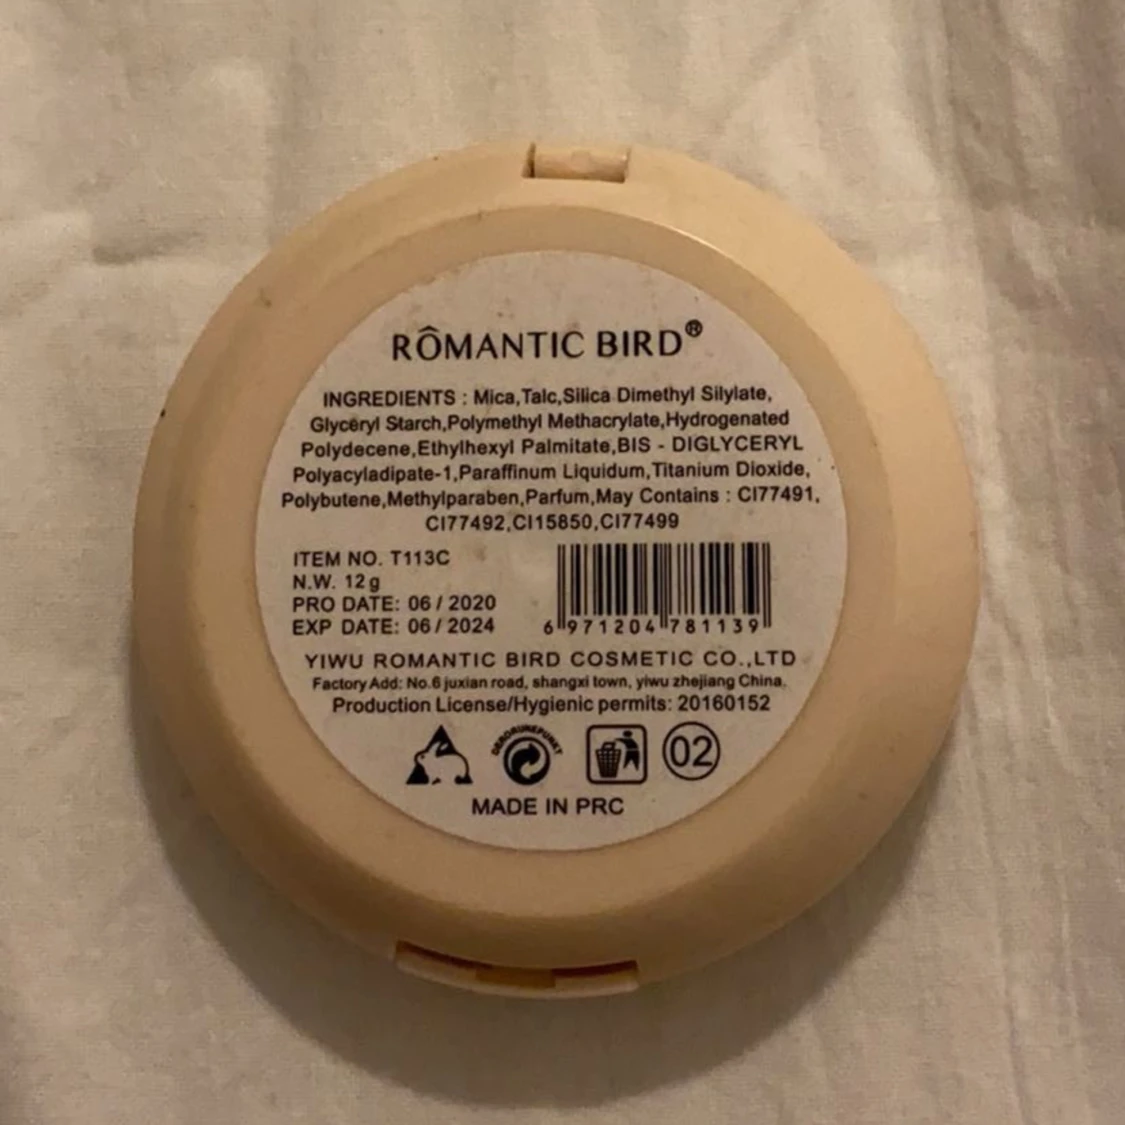 RÔMANTIC BIRD®
INGREDIENTS : Mica,Talc,Silica Dimethyl Silylate,
Glyceryl Starch,Polymethyl Methacrylate,Hydrogenated
Polydecene,Ethylhexyl Palmitate,BIS - DIGLYCERYL
Polyacyladipate-1,Paraffinum Liquidum,Titanium Dioxide,
Polybutene,Methylparaben,Parfum,May Contains : CI77491,
CI77492,CI15850,CI77499
ITEM NO. T113C
N.W. 12g
PRO DATE: 06 / 2020
EXP DATE: 06 / 2024
6 971204 781139
YIWU ROMANTIC BIRD COSMETIC CO.,LTD
Factory Add: No.6 juxian road, shangxi town, yiwu zhejiang China.
Production License/Hygienic permits: 20160152
02
MADE IN PRC